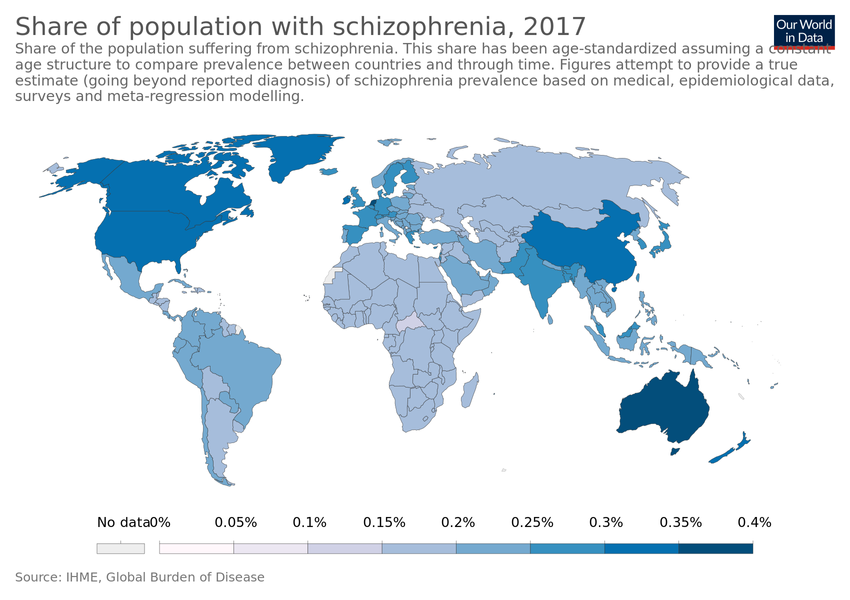 Share of population with schizophrenia, 2017
Our World
in Data
Share of the population suffering from schizophrenia. This share has been age-standardized assuming a constant
age structure to compare prevalence between countries and through time. Figures attempt to provide a true
estimate (going beyond reported diagnosis) of schizophrenia prevalence based on medical, epidemiological data,
surveys and meta-regression modelling.
No data 0% 0.05% 0.1% 0.15% 0.2% 0.25% 0.3% 0.35% 0.4%
Source: IHME, Global Burden of Disease